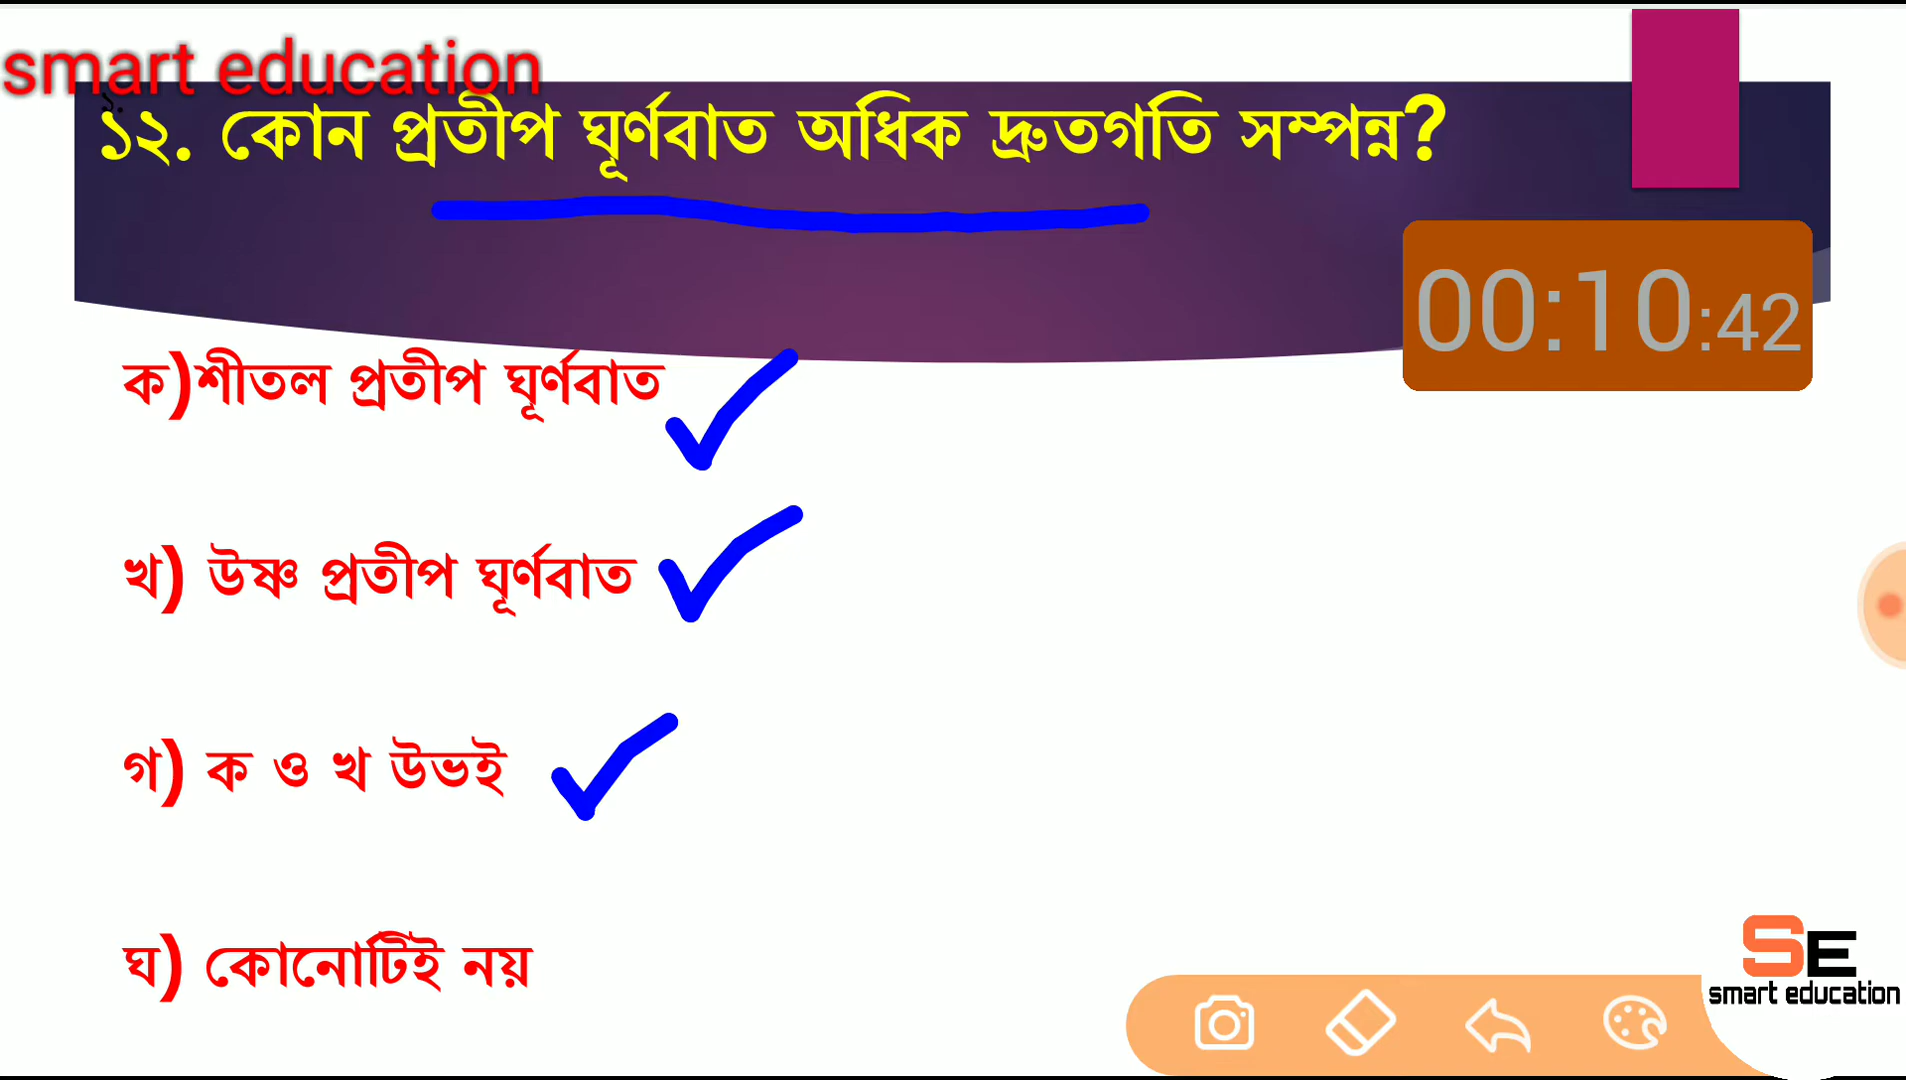 smart education
১২. কোন প্রতীপ ঘূর্ণবাত অধিক দ্রুতগতি সম্পন্ন?
00:10:42
ক)শীতল প্রতীপ ঘূর্ণবাত
খ) উষ্ণ প্রতীপ ঘূর্ণবাত
গ) ক ও খ উভই
ঘ) কোনোটিই নয়
SE
smart education